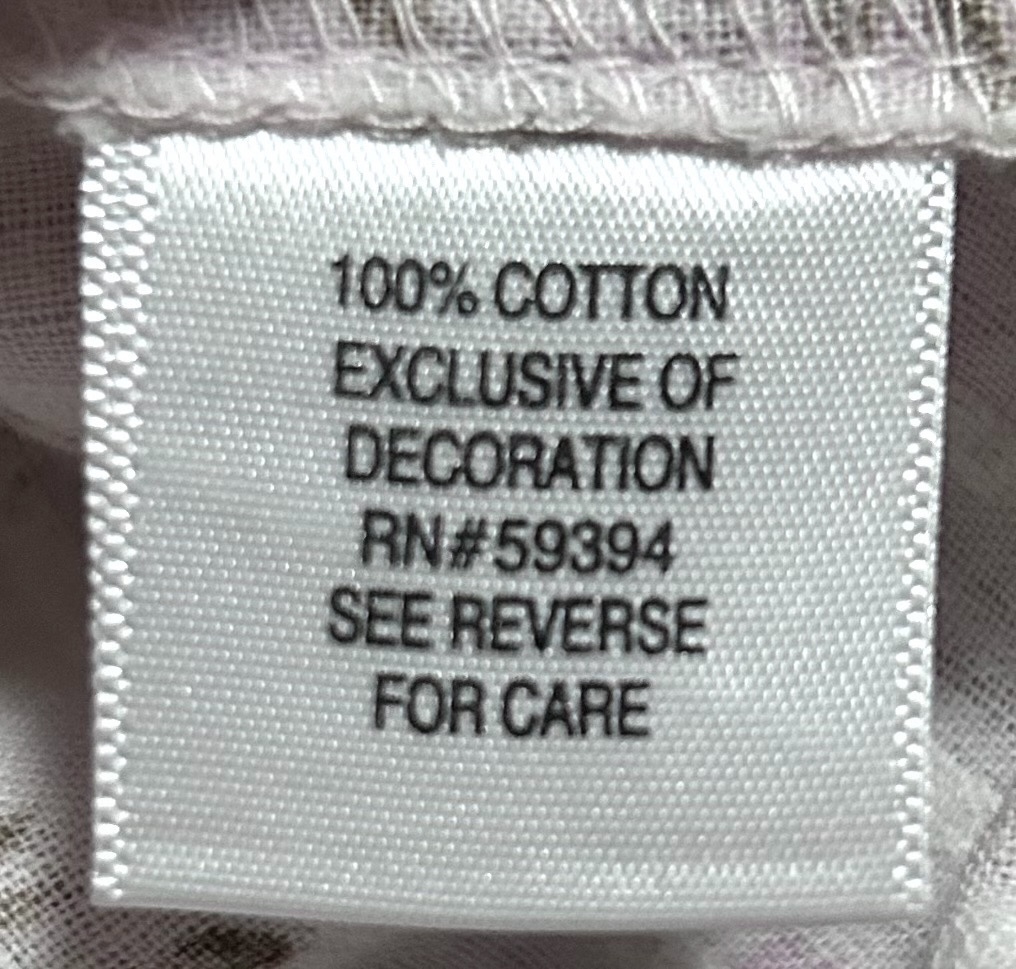 100% COTTON
EXCLUSIVE OF
DECORATION
RN#59394
SEE REVERSE
FOR CARE